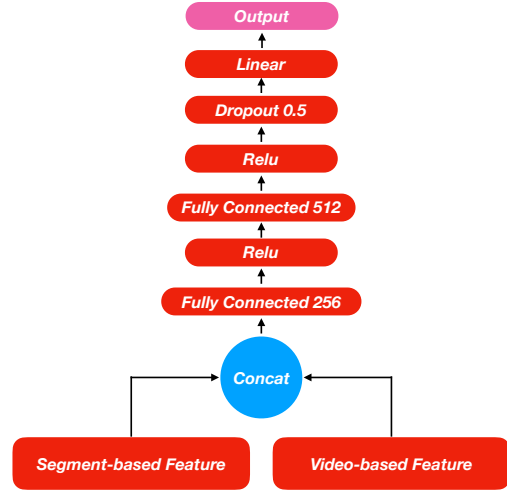 Output
Linear
Dropout 0.5
Relu
Fully Connected 512
Relu
Fully Connected 256
Concat
Segment-based Feature
Video-based Feature